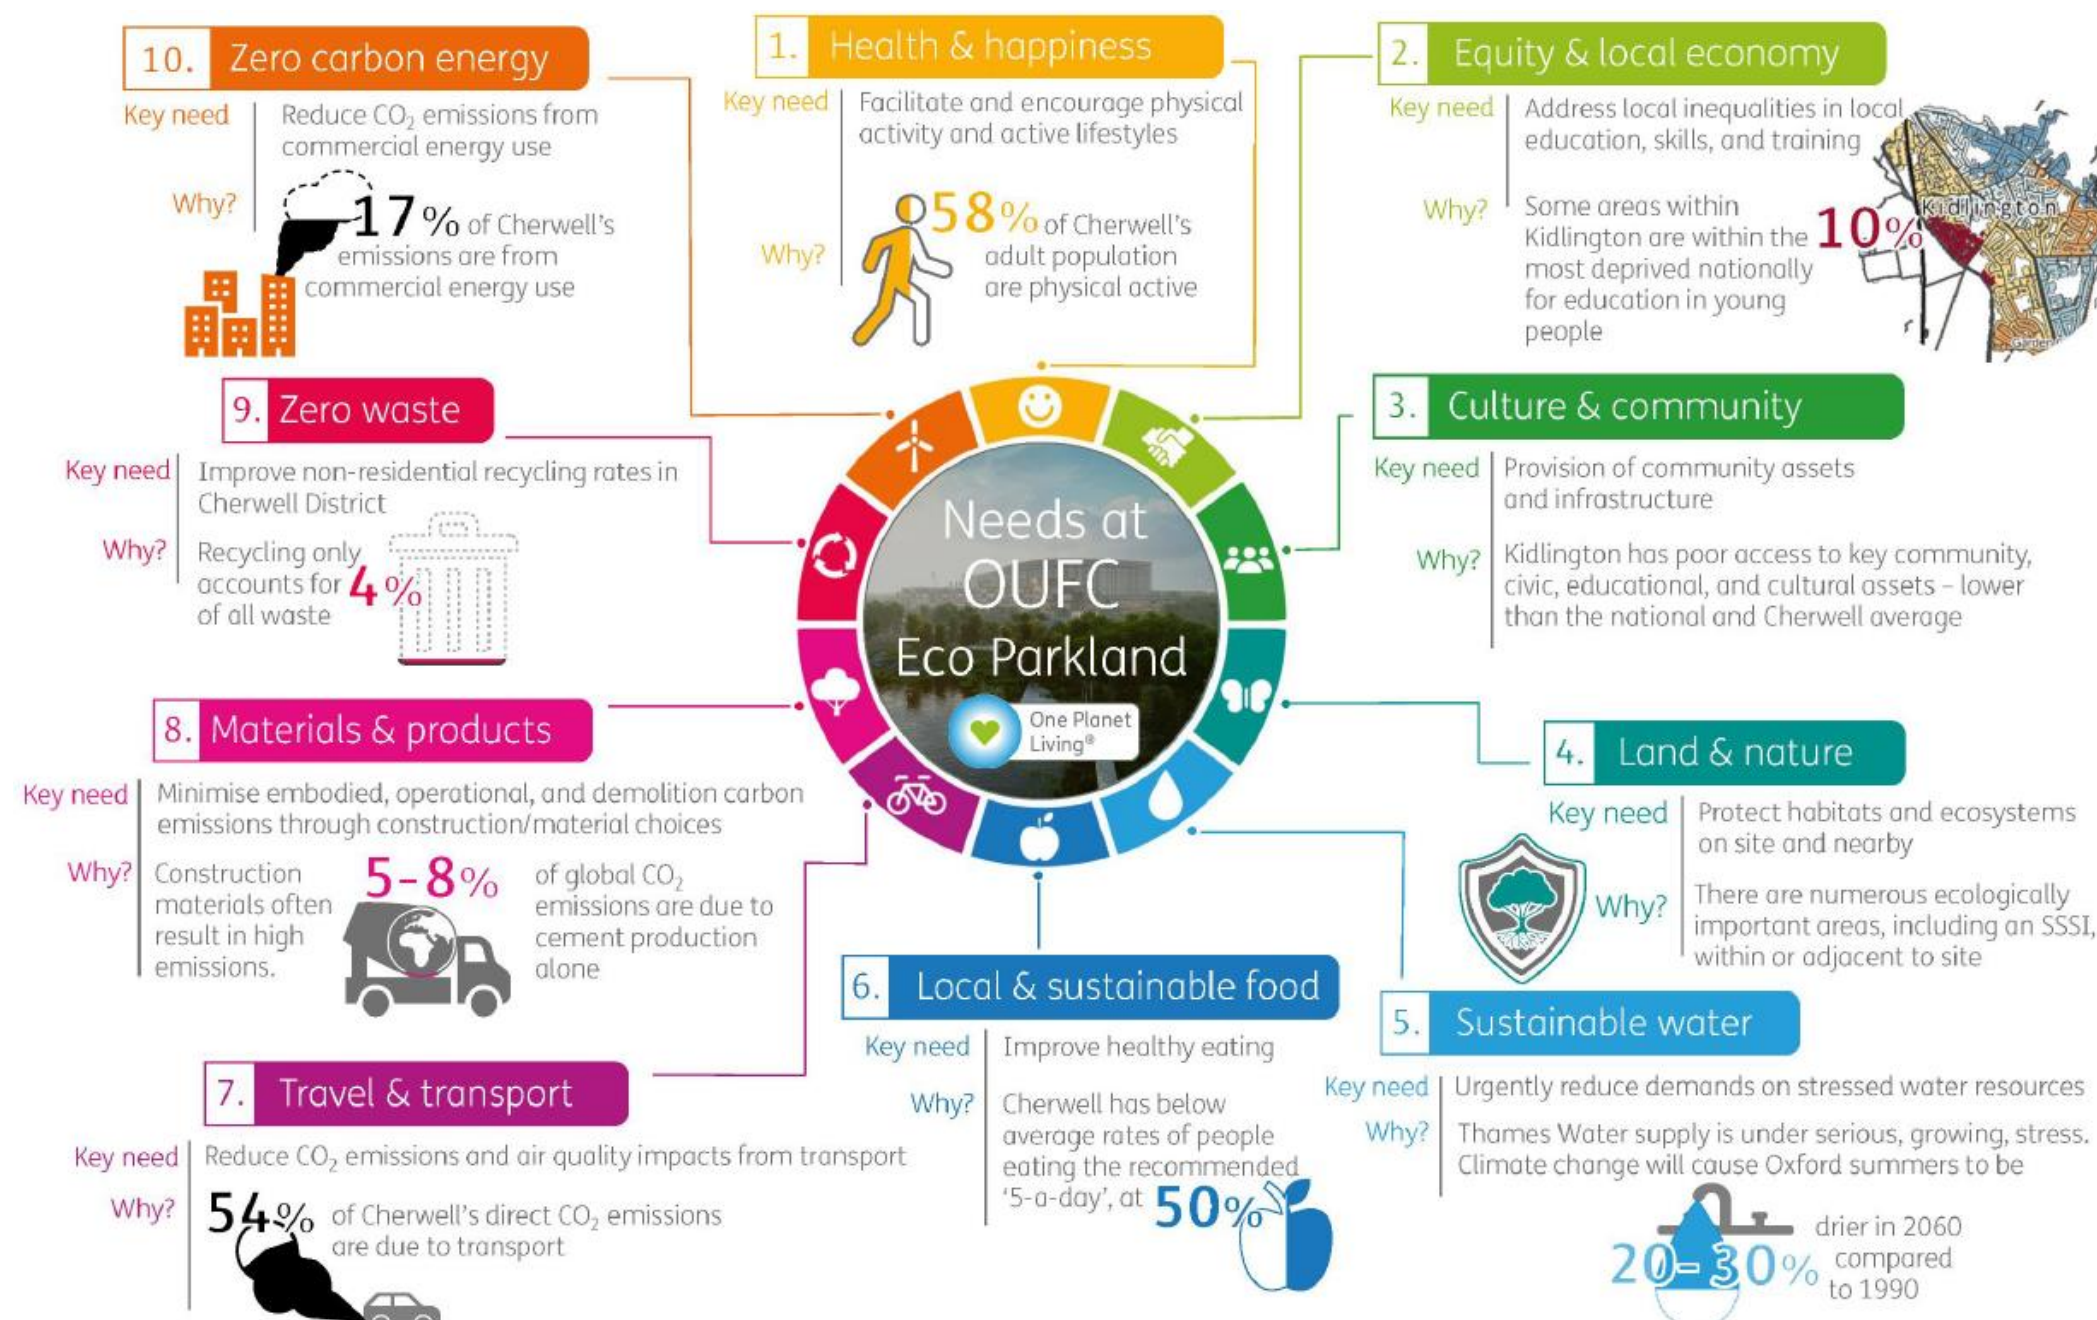 10. Zero carbon energy
Key need
Reduce CO₂ emissions from
commercial energy use
Why?
17% of Cherwell's
emissions are from
commercial energy use
1. Health & happiness
Key need
Facilitate and encourage physical
activity and active lifestyles
Why?
58% of Cherwell's
adult population
are physical active
2. Equity & local economy
Key need
Address local inequalities in local
education, skills, and training
Why?
Some areas within
Kidlington are within the 10%
most deprived nationally
for education in young
people
Kidlington
Garden
3. Culture & community
Key need
Provision of community assets
and infrastructure
Why?
Kidlington has poor access to key community,
civic, educational, and cultural assets – lower
than the national and Cherwell average
4. Land & nature
Key need
Protect habitats and ecosystems
on site and nearby
Why?
There are numerous ecologically
important areas, including an SSSI,
within or adjacent to site
5. Sustainable water
Key need
Urgently reduce demands on stressed water resources
Why?
Thames Water supply is under serious, growing, stress.
Climate change will cause Oxford summers to be
20-30%
drier in 2060
compared
to 1990
6. Local & sustainable food
Key need
Improve healthy eating
Why?
Cherwell has below
average rates of people
eating the recommended
'5-a-day', at 50%
7. Travel & transport
Key need
Reduce CO₂ emissions and air quality impacts from transport
Why?
54% of Cherwell's direct CO₂ emissions
are due to transport
8. Materials & products
Key need
Minimise embodied, operational, and demolition carbon
emissions through construction/material choices
Why?
Construction
materials often
result in high
emissions.
5-8%
of global CO₂
emissions are due to
cement production
alone
9. Zero waste
Key need
Improve non-residential recycling rates in
Cherwell District
Why?
Recycling only
accounts for 4%
of all waste
Needs at
OUFC
Eco Parkland
One Planet
Living®